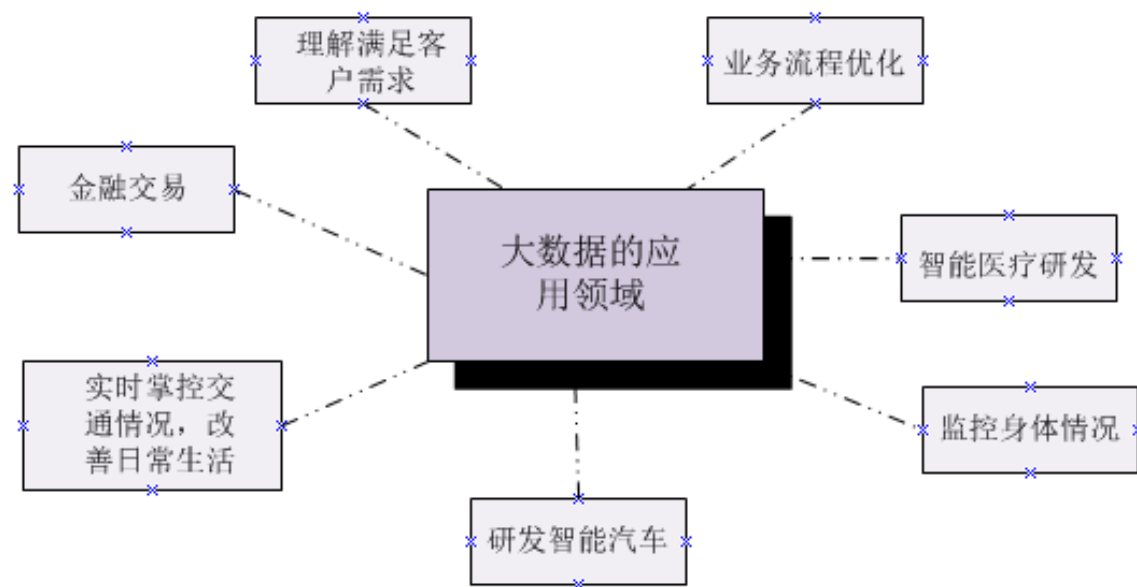 理解满足客
户需求
业务流程优化
金融交易
大数据的应
用领域
智能医疗研发
实时掌控交
通情况，改
善日常生活
监控身体情况
研发智能汽车